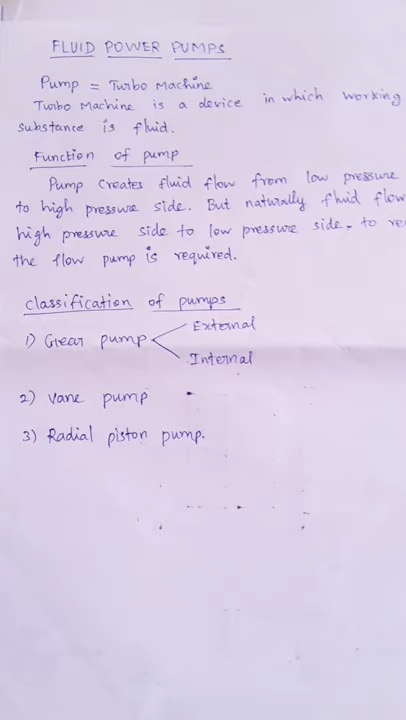 FLUID POWER PUMPS
Pump = Turbo Machine
Turbo Machine is a device in which working
substance is fluid.
Function of pump
Pump creates fluid flow from low pressure
to high pressure side. But naturally fluid flow
high pressure side to low pressure side. to re
the flow pump is required.
Classification of pumps
1) Gear pump External
Internal
2) Vane pump
3) Radial piston pump.